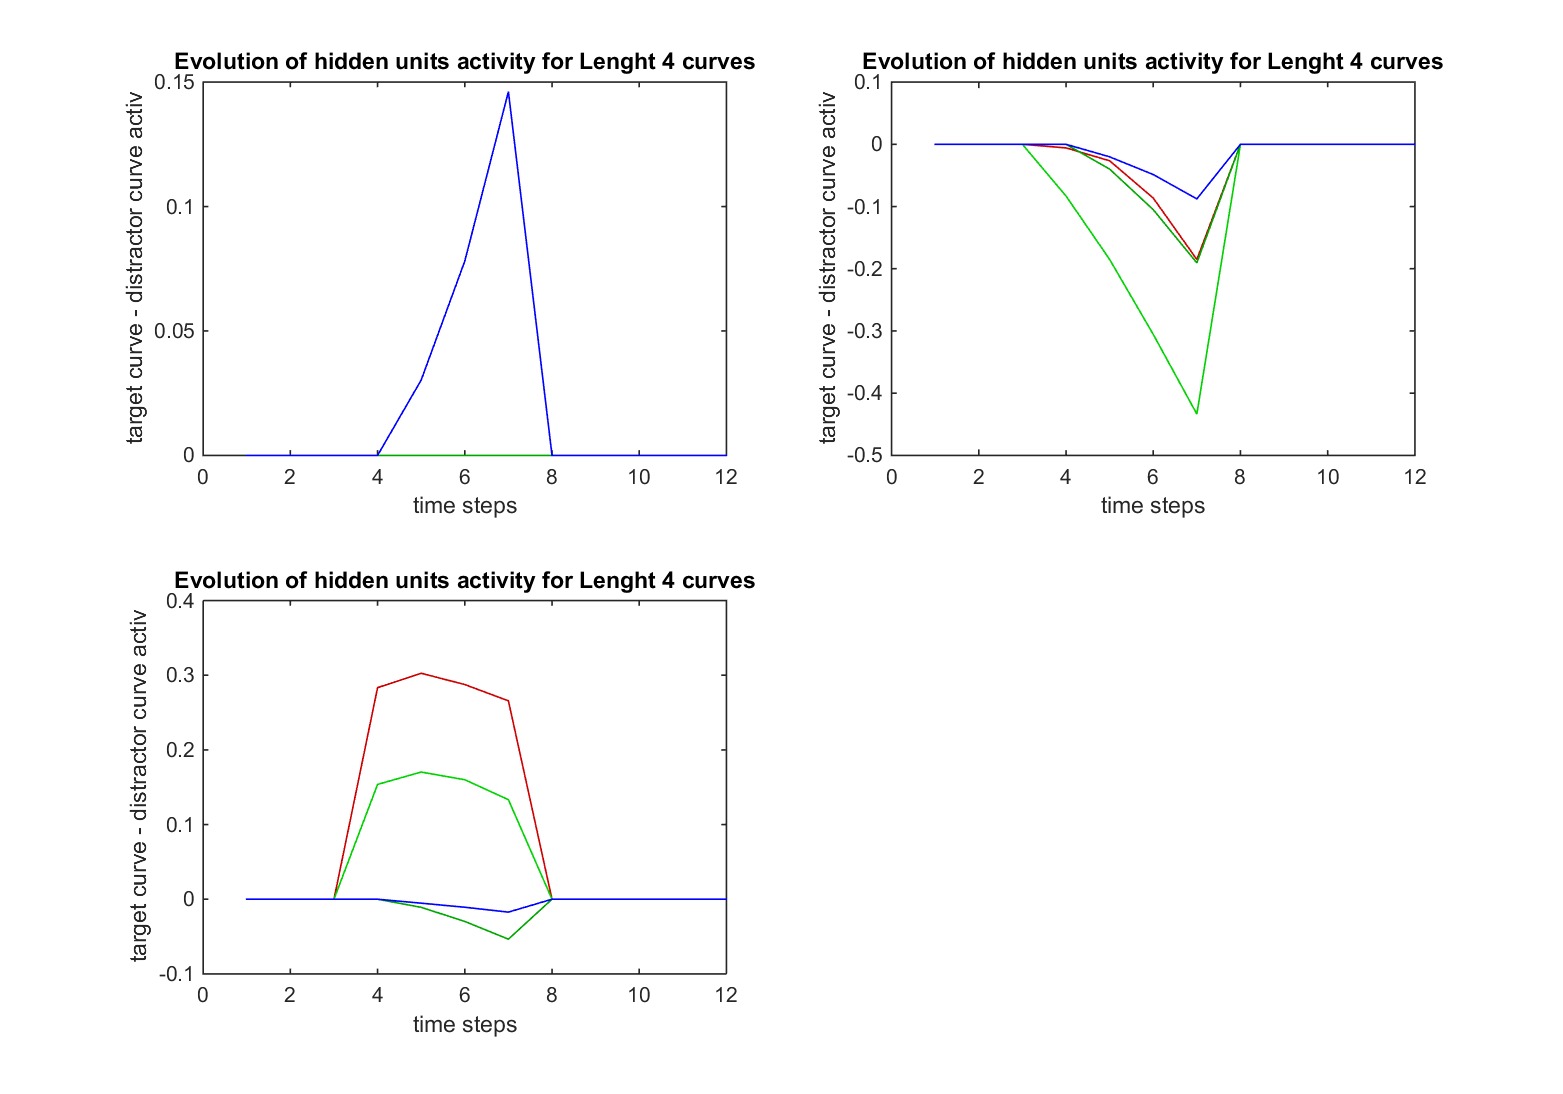 Evolution of hidden units activity for Lenght 4 curves
target curve - distractor curve activ
0.15
0.1
0.05
0
0 2 4 6 8 10 12
time steps
Evolution of hidden units activity for Lenght 4 curves
target curve - distractor curve activ
0.1
0
-0.1
-0.2
-0.3
-0.4
-0.5
0 2 4 6 8 10 12
time steps
Evolution of hidden units activity for Lenght 4 curves
target curve - distractor curve activ
0.4
0.3
0.2
0.1
0
-0.1
0 2 4 6 8 10 12
time steps